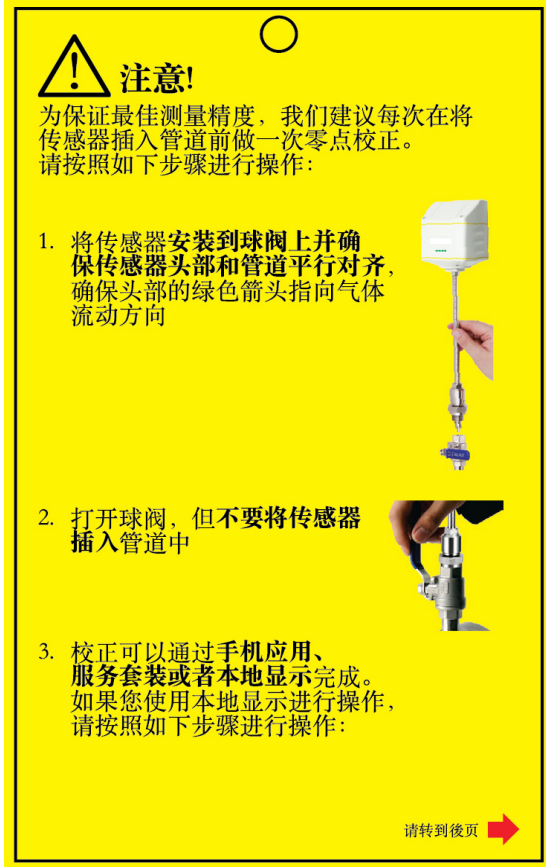 注意!
为保证最佳测量精度，我们建议每次在将
传感器插入管道前做一次零点校正。
请按照如下步骤进行操作：
1. 将传感器安装到球阀上并确
保传感器头部和管道平行对齐，
确保头部的绿色箭头指向气体
流动方向
2. 打开球阀，但不要将传感器
插入管道中
3. 校正可以通过手机应用、
服务套装或者本地显示完成。
如果您使用本地显示进行操作，
请按照如下步骤进行操作：
请转到後页